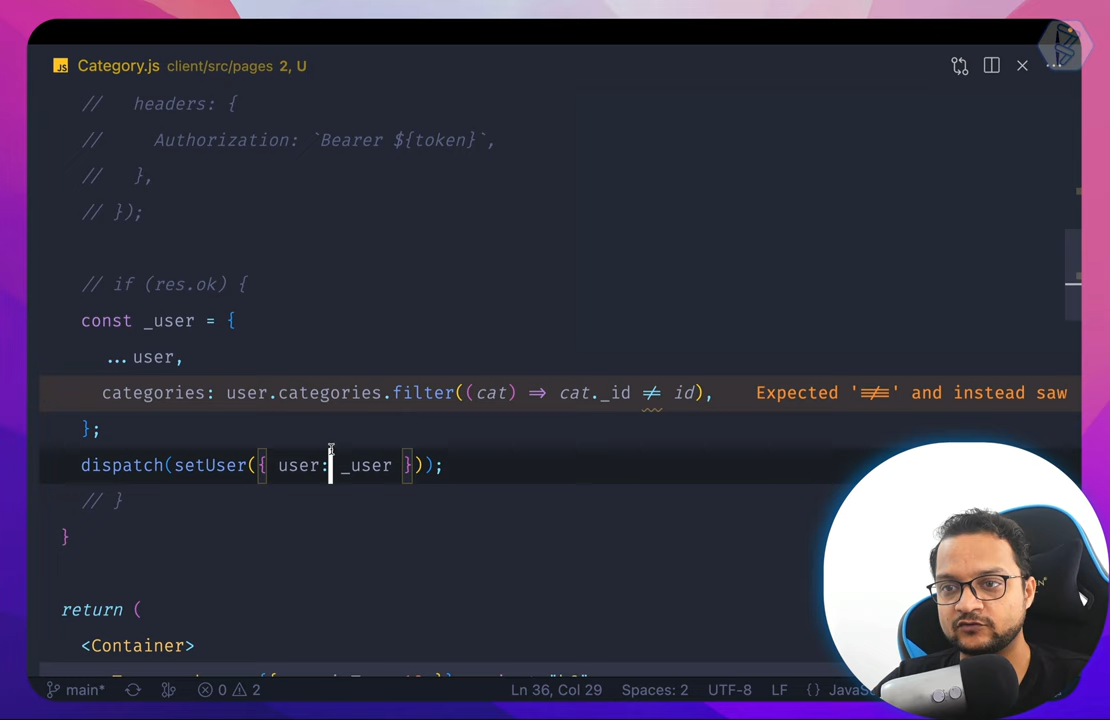 JS Category.js client/src/pages 2, U
// headers: {
// Authorization: `Bearer ${token}`,
// },
// });
// if (res.ok) {
const _user = {
...user,
categories: user.categories.filter((cat) => cat._id != id), Expected '!==' and instead saw
};
dispatch(setUser({ user: _user }));
// }
}
return (
<Container>
main* 0 2 Ln 36, Col 29 Spaces: 2 UTF-8 LF {} JavaS